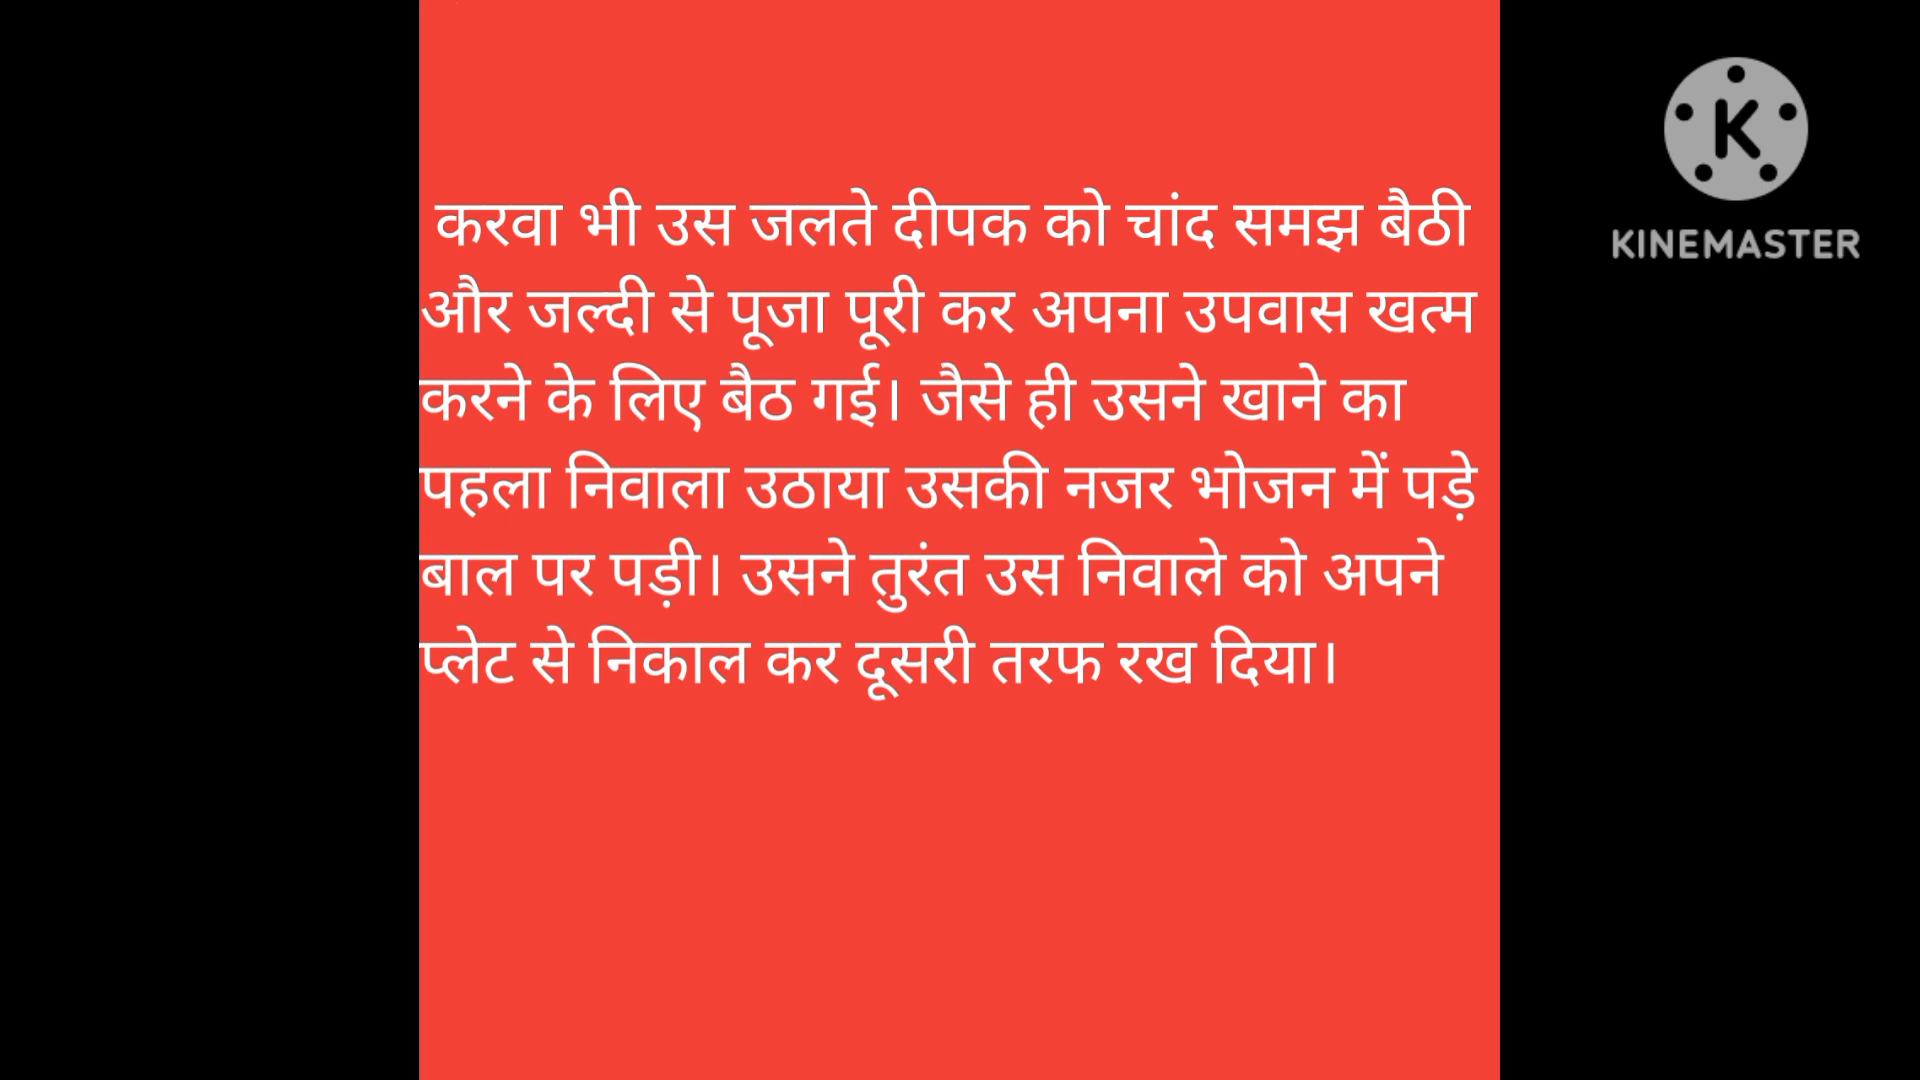 करवा भी उस जलते दीपक को चांद समझ बैठी
और जल्दी से पूजा पूरी कर अपना उपवास खत्म
करने के लिए बैठ गई। जैसे ही उसने खाने का
पहला निवाला उठाया उसकी नजर भोजन में पड़े
बाल पर पड़ी। उसने तुरंत उस निवाले को अपने
प्लेट से निकाल कर दूसरी तरफ रख दिया।
K
KINEMASTER